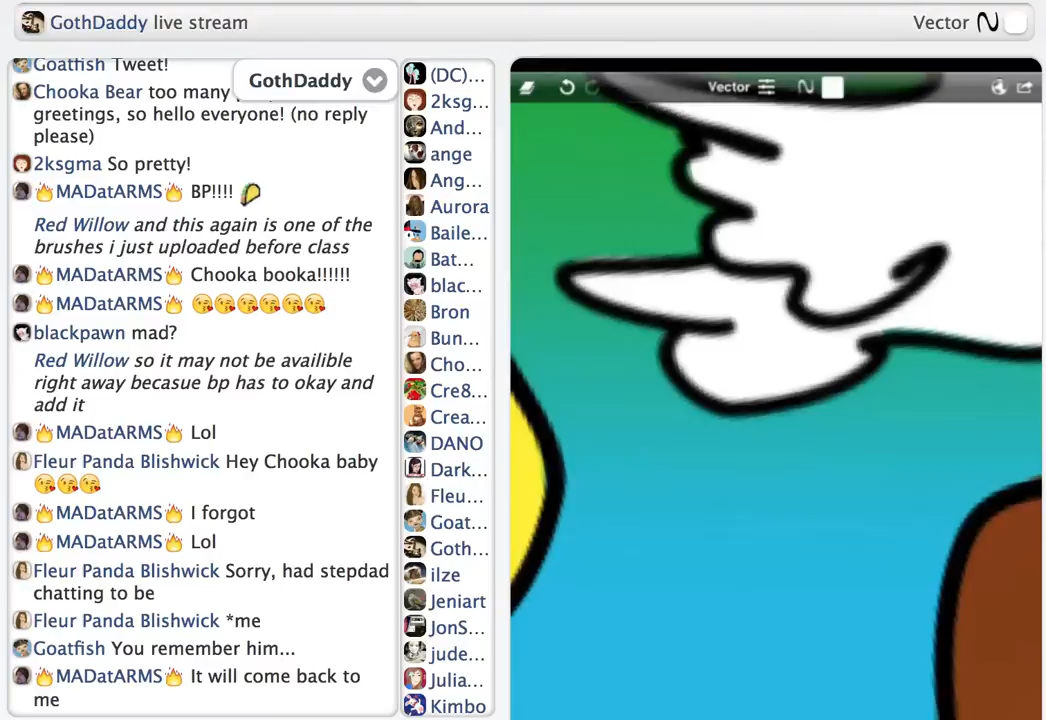 GothDaddy live stream
Vector
Goatfish Tweet!
GothDaddy
Chooka Bear too many
greetings, so hello everyone! (no reply
please)
2ksgma So pretty!
MADatARMS BP!!!!
Red Willow and this again is one of the
brushes i just uploaded before class
MADatARMS Chooka booka!!!!!!
MADatARMS
blackpawn mad?
Red Willow so it may not be availible
right away becasue bp has to okay and
add it
MADatARMS Lol
Fleur Panda Blishwick Hey Chooka baby
MADatARMS I forgot
MADatARMS Lol
Fleur Panda Blishwick Sorry, had stepdad
chatting to be
Fleur Panda Blishwick *me
Goatfish You remember him...
MADatARMS It will come back to
me
(DC)...
2ksg...
And...
ange
Ang...
Aurora
Baile...
Bat...
blac...
Bron
Bun...
Cho...
Cre8...
Crea...
DANO
Dark...
Fleu...
Goat...
Goth...
ilze
Jeniart
JonS...
jude...
Julia...
Kimbo
Vector